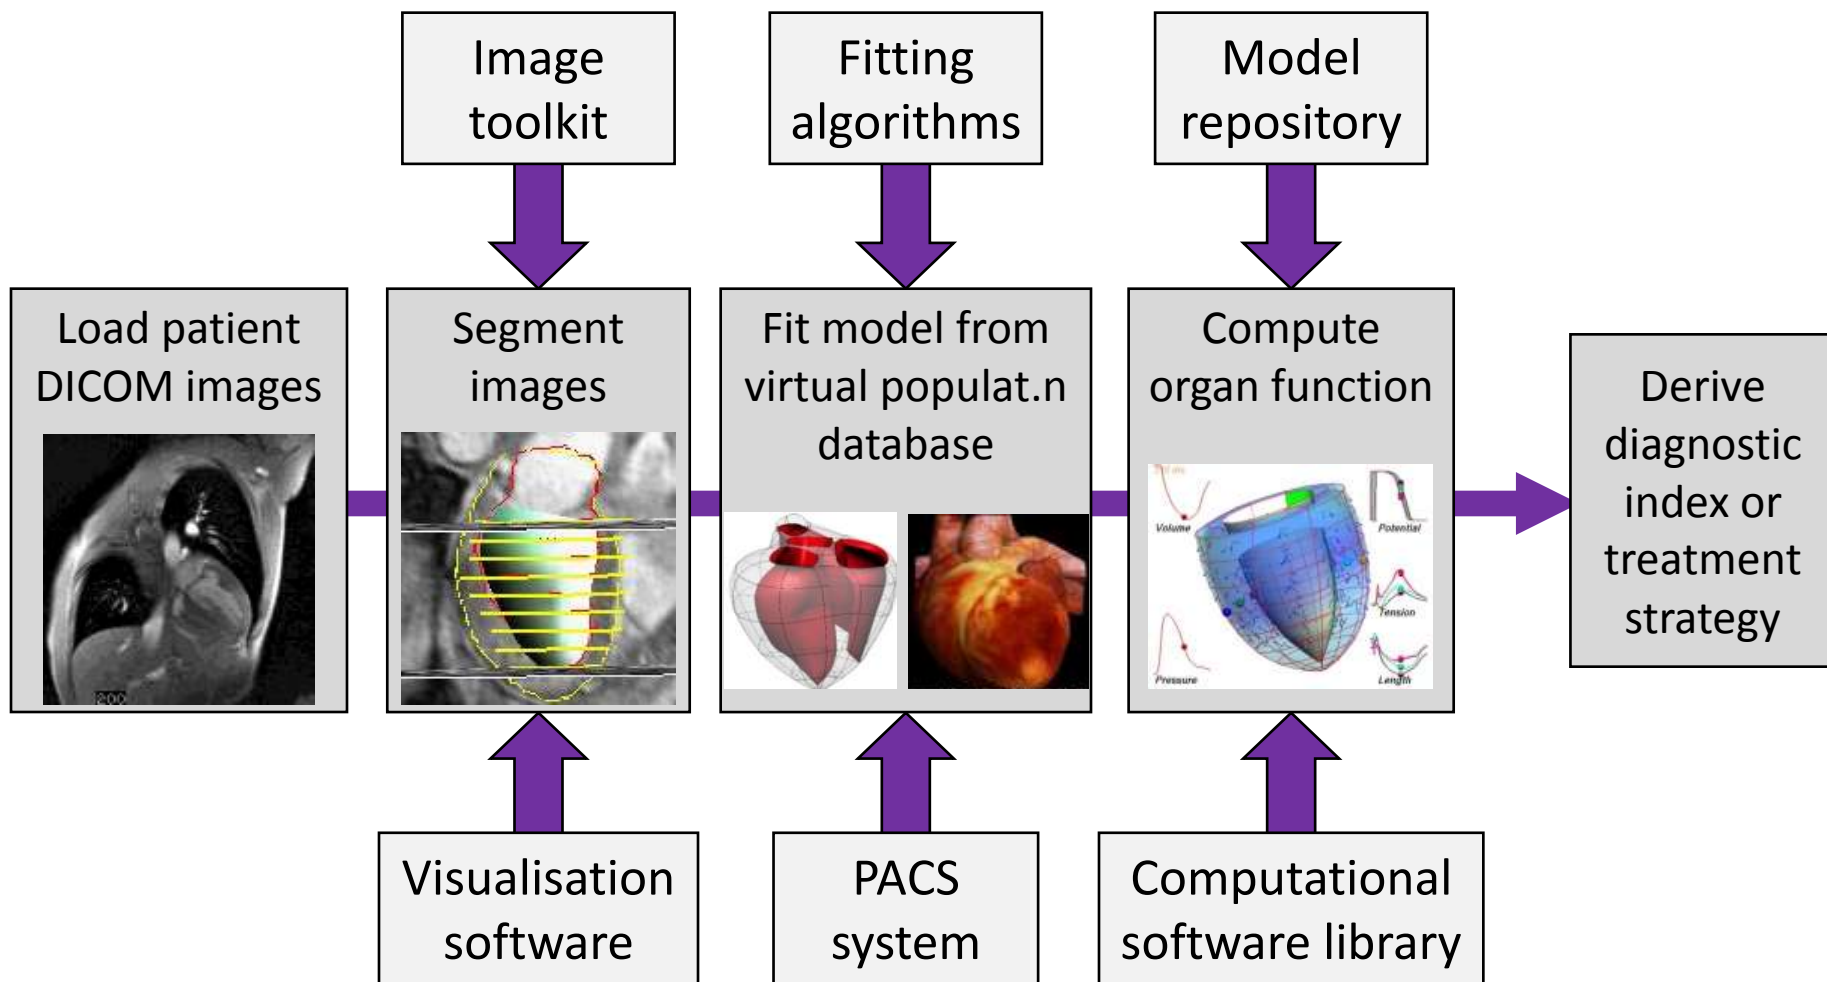 Image
toolkit
Fitting
algorithms
Model
repository
Load patient
DICOM images
Segment
images
Fit model from
virtual populat.n
database
Compute
organ function
Derive
diagnostic
index or
treatment
strategy
Volume
Potential
Tension
Pressure
Length
Visualisation
software
PACS
system
Computational
software library